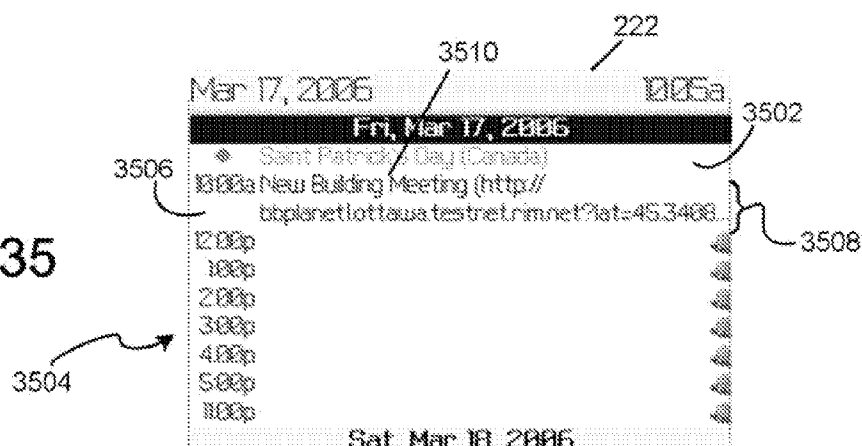 222
3510
Mar 17, 2006 10:05a
Fri, Mar 17, 2006
3502
Saint Patrick's Day (Canada)
3506
10:00a New Building Meeting (http://
bbplanet1.ottawa.testnet.rim.net?lat=45.3408...
35
12:00p
3508
1:00p
2:00p
3:00p
4:00p
3504
5:00p
11:00p
Sat, Mar 18, 2006